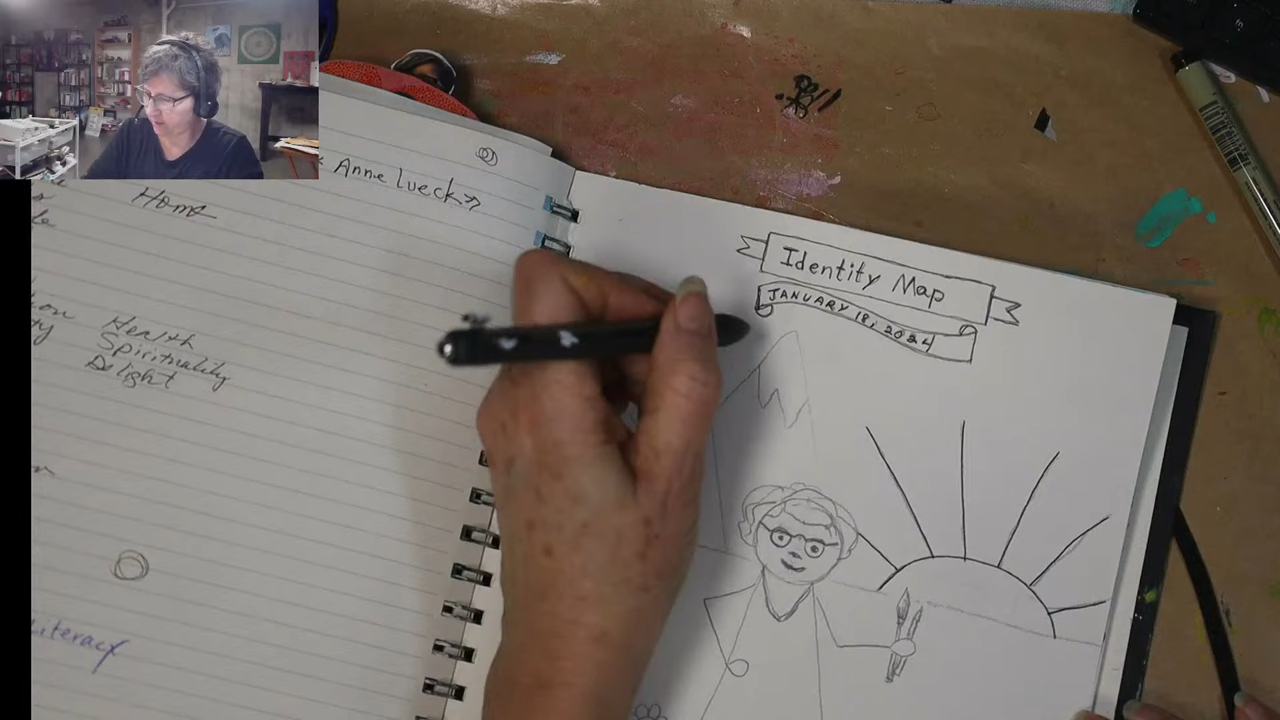 Anne Lueck
Home
Health
Spirituality
Delight
Literacy
Identity Map
JANUARY 18, 2024